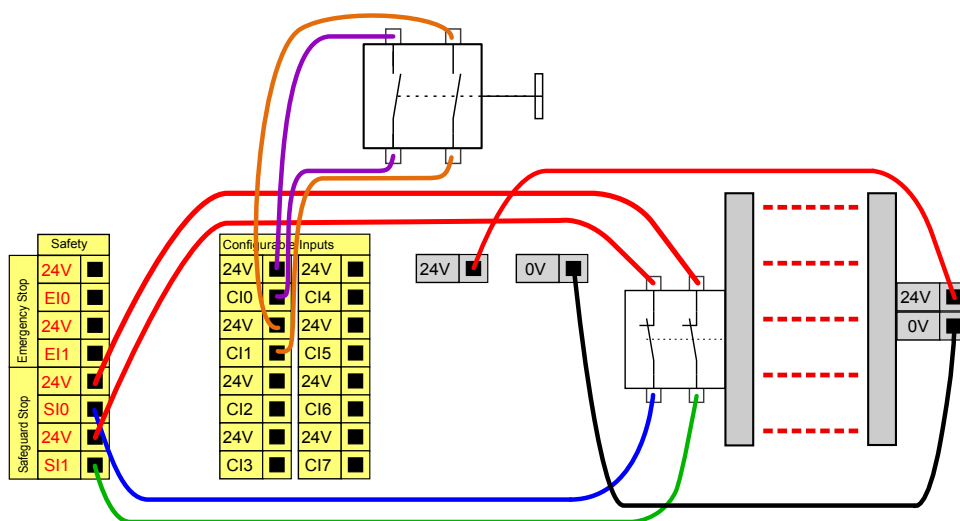 Safety
Emergency Stop
24V
EI0
24V
EI1
Safeguard Stop
24V
SI0
24V
SI1
Configurable Inputs
24V 24V
CI0 CI4
24V 24V
CI1 CI5
24V 24V
CI2 CI6
24V 24V
CI3 CI7
24V 0V
24V
0V